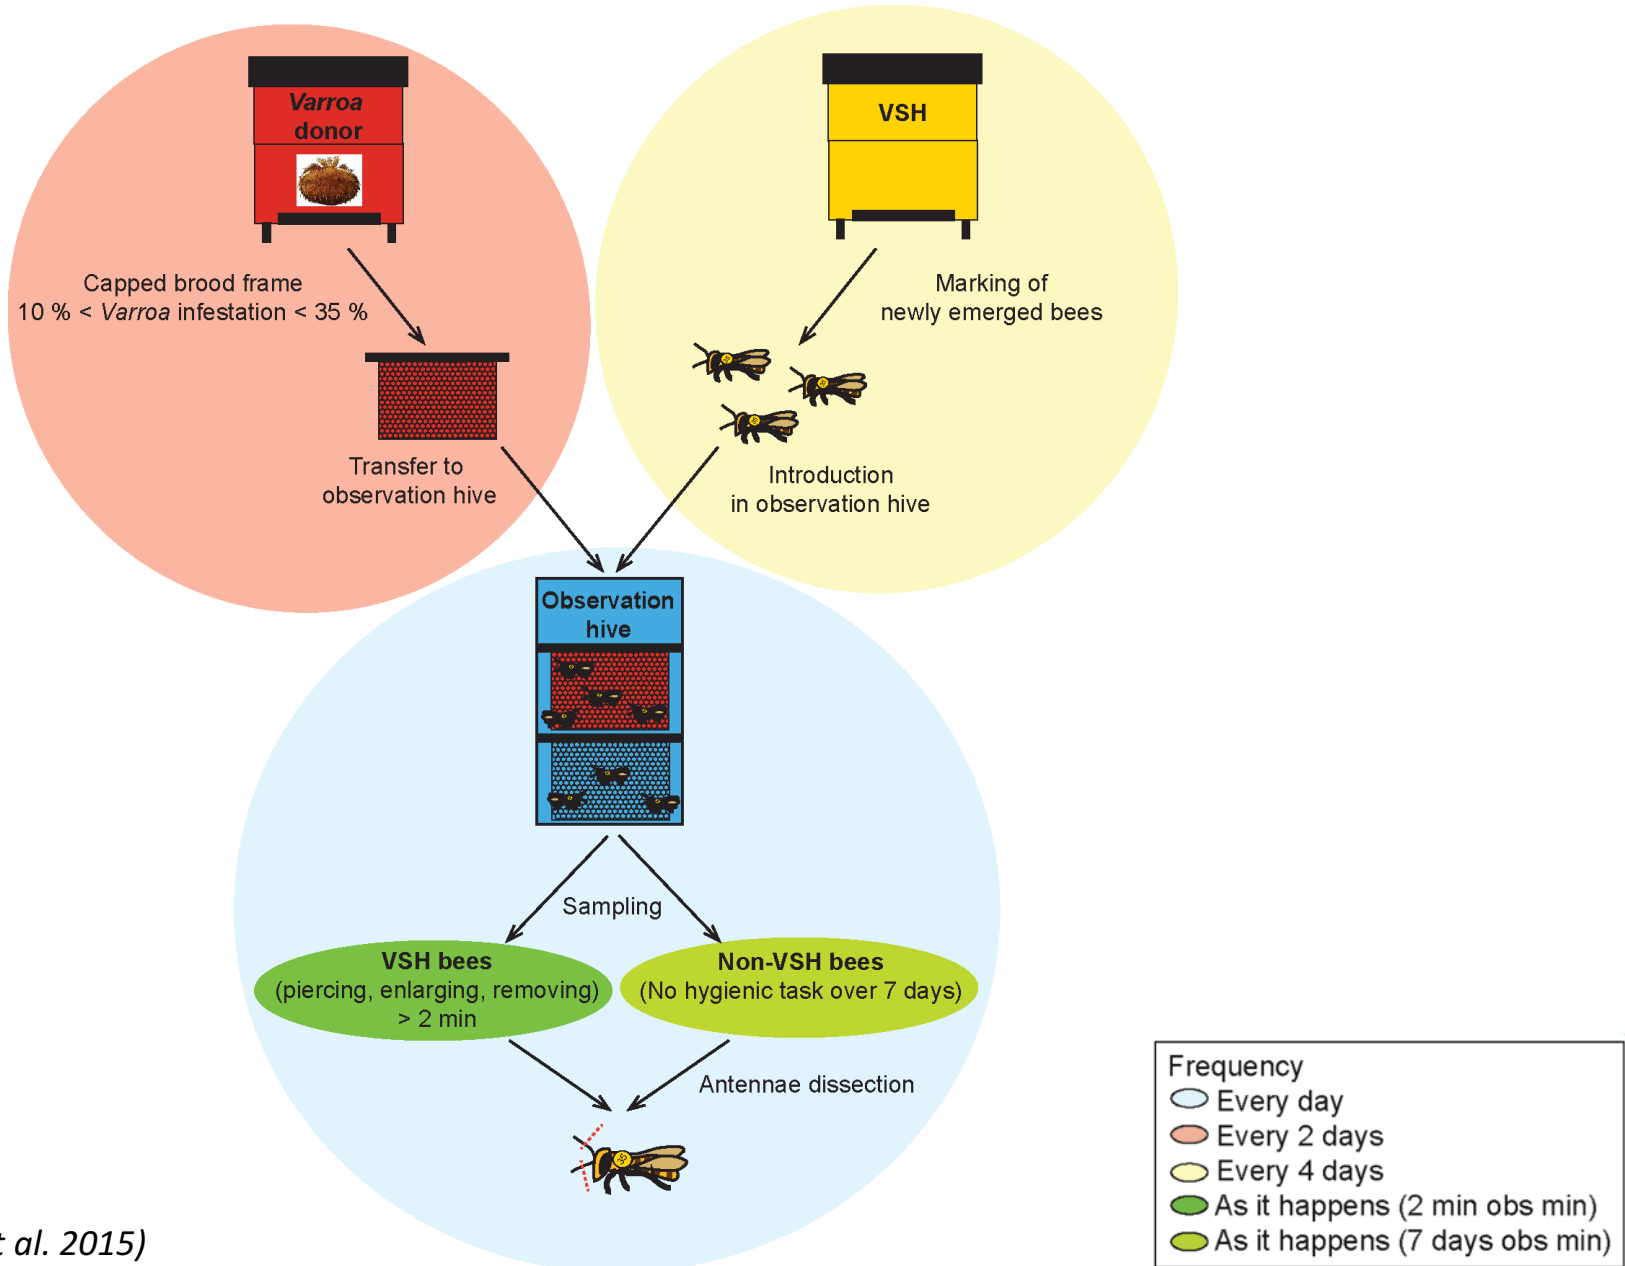 Varroa
donor
VSH
Capped brood frame
10 % < Varroa infestation < 35 %
Marking of
newly emerged bees
Transfer to
observation hive
Introduction
in observation hive
Observation
hive
Sampling
VSH bees
(piercing, enlarging, removing)
> 2 min
Non-VSH bees
(No hygienic task over 7 days)
Antennae dissection
35
Frequency
Every day
Every 2 days
Every 4 days
As it happens (2 min obs min)
As it happens (7 days obs min)
t al. 2015)